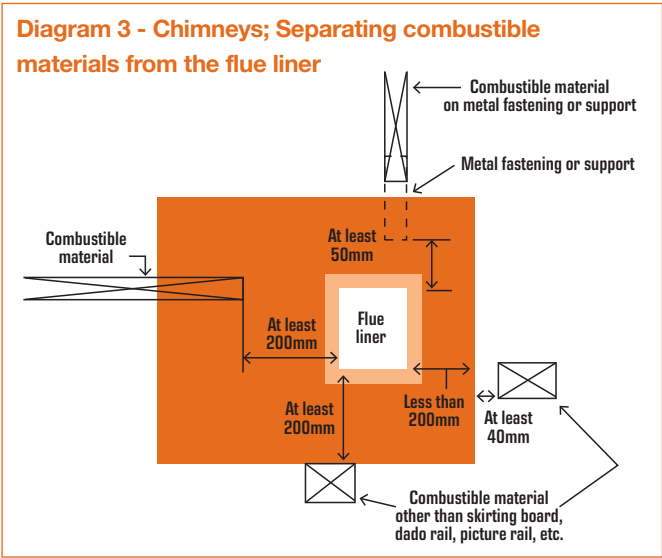 Diagram 3 - Chimneys; Separating combustible
materials from the flue liner
Combustible material
on metal fastening or support
Metal fastening or support
Combustible
material
At least
50mm
Flue
liner
At least
200mm
At least
200mm
Less than
200mm
At least
40mm
Combustible material
other than skirting board,
dado rail, picture rail, etc.